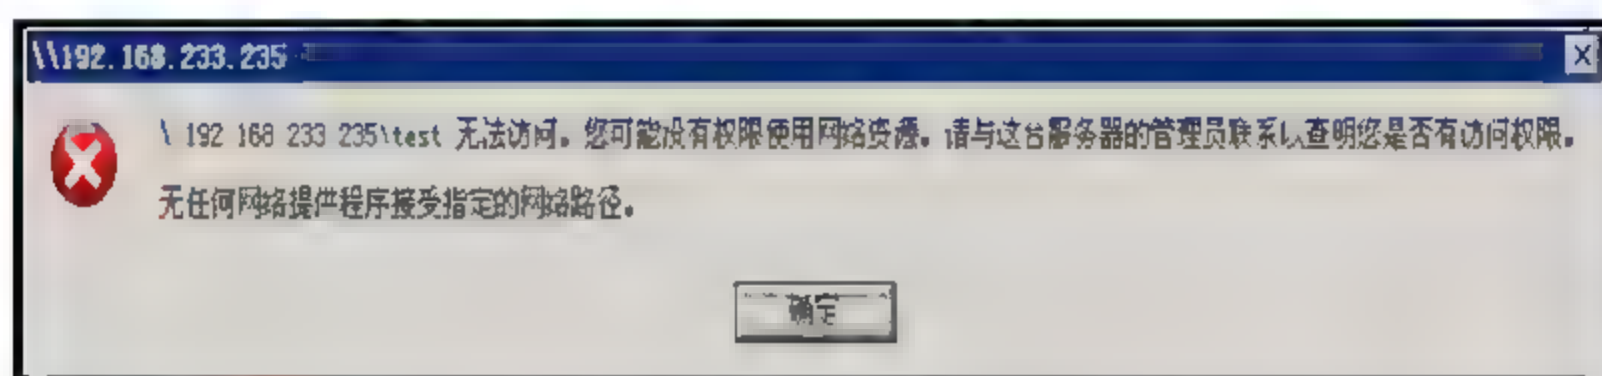 \\192.168.233.235
\ 192 168 233 235\test 无法访问。您可能没有权限使用网络资源。请与这台服务器的管理员联系以查明您是否有访问权限。
无任何网络提供程序接受指定的网络路径。
确定